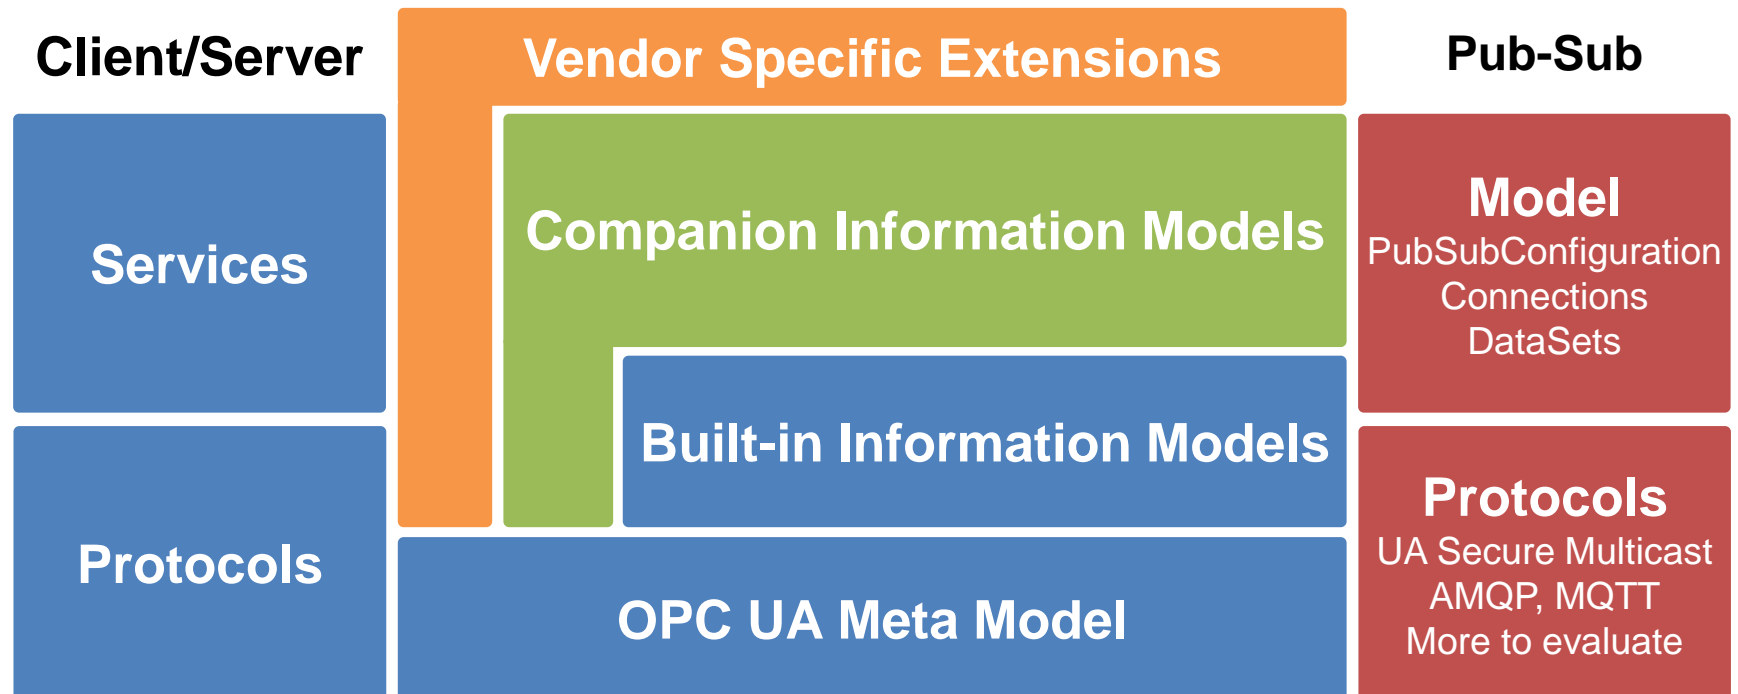 Client/Server
Services
Protocols
Vendor Specific Extensions
Companion Information Models
Built-in Information Models
OPC UA Meta Model
Pub-Sub
Model
PubSubConfiguration
Connections
DataSets
Protocols
UA Secure Multicast
AMQP, MQTT
More to evaluate